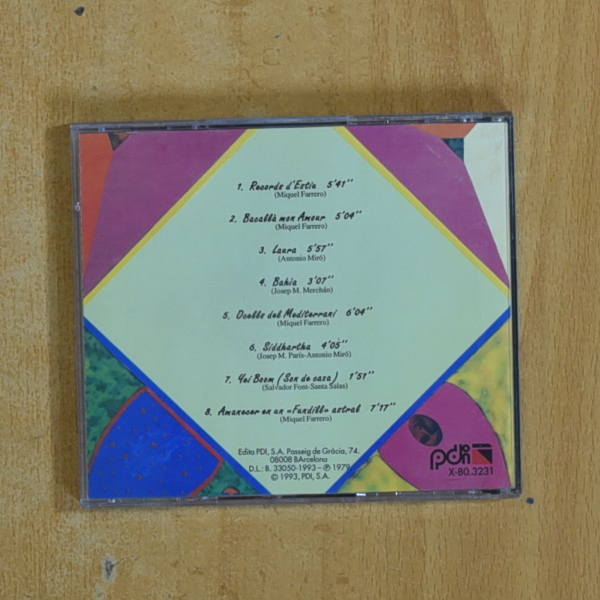 1. Records d'Estiu 5'41''
(Miquel Farrero)
2. Bacallà mon Amour 5'04''
(Miquel Farrero)
3. Laura 5'57''
(Antonio Miró)
4. Bahía 3'07''
(Josep M. Merchán)
5. Ocells del Mediterrani 6'04''
(Miquel Farrero)
6. Siddhartha 4'05''
(Josep M. París-Antonio Miró)
7. Yei Boom (Son de casa) 1'51''
(Salvador Font-Santa Salas)
8. Amanecer en un «Fundill» astral 7'17''
(Miquel Farrero)
Edita PDI, S.A. Passeig de Gràcia, 74.
08008 BArcelona
D.L.: B. 33050-1993 – ℗ 1979
© 1993, PDI, S.A.
pdi
X-80.3231